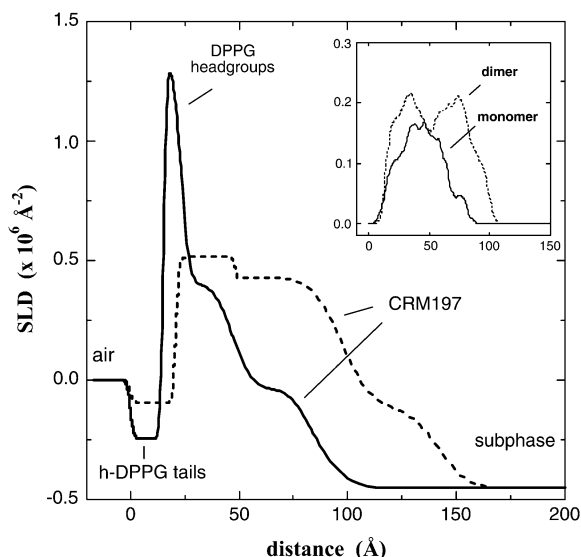 1.5
1.0
0.5
0.0
-0.5
SLD (x 10⁶ Å⁻²)
DPPG
headgroups
0.3
0.2
0.1
0.0
0
50
100
150
dimer
monomer
CRM197
air
h-DPPG tails
subphase
0
50
100
150
200
distance (Å)